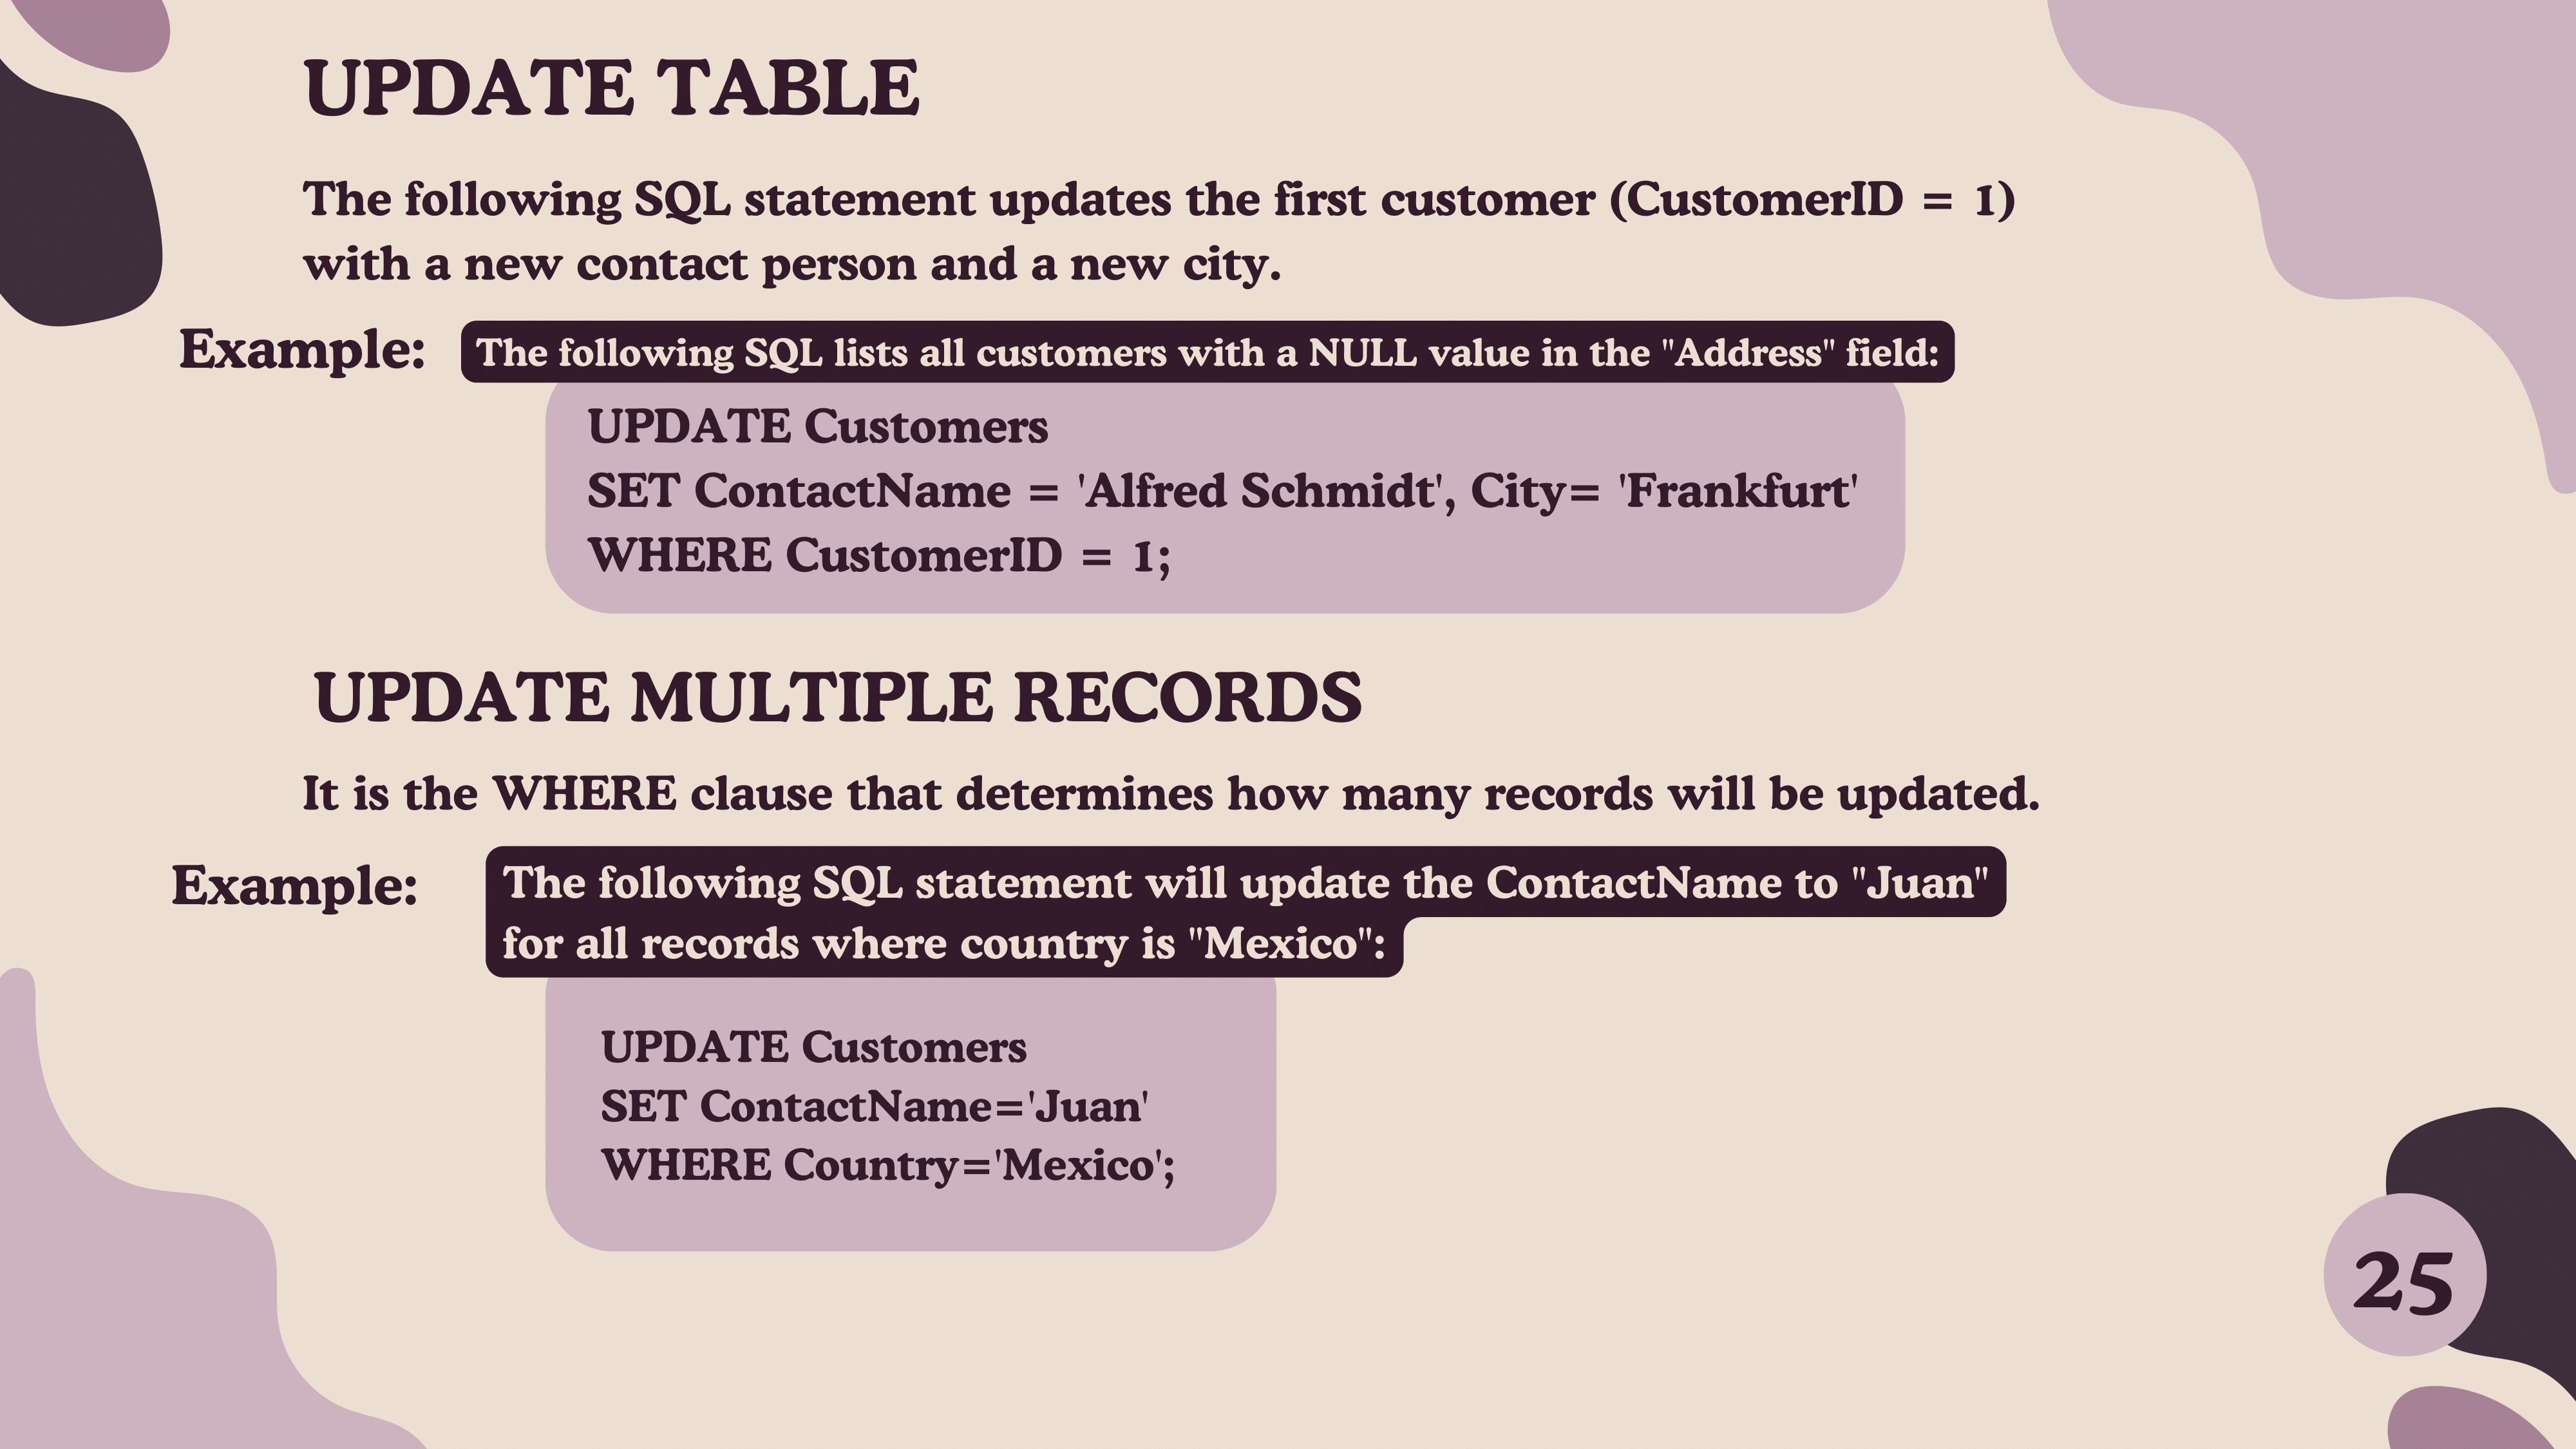 UPDATE TABLE
The following SQL statement updates the first customer (CustomerID = 1)
with a new contact person and a new city.
Example:
The following SQL lists all customers with a NULL value in the "Address" field:
UPDATE Customers
SET ContactName = 'Alfred Schmidt', City= 'Frankfurt'
WHERE CustomerID = 1;
UPDATE MULTIPLE RECORDS
It is the WHERE clause that determines how many records will be updated.
Example:
The following SQL statement will update the ContactName to "Juan"
for all records where country is "Mexico":
UPDATE Customers
SET ContactName='Juan'
WHERE Country='Mexico';
25